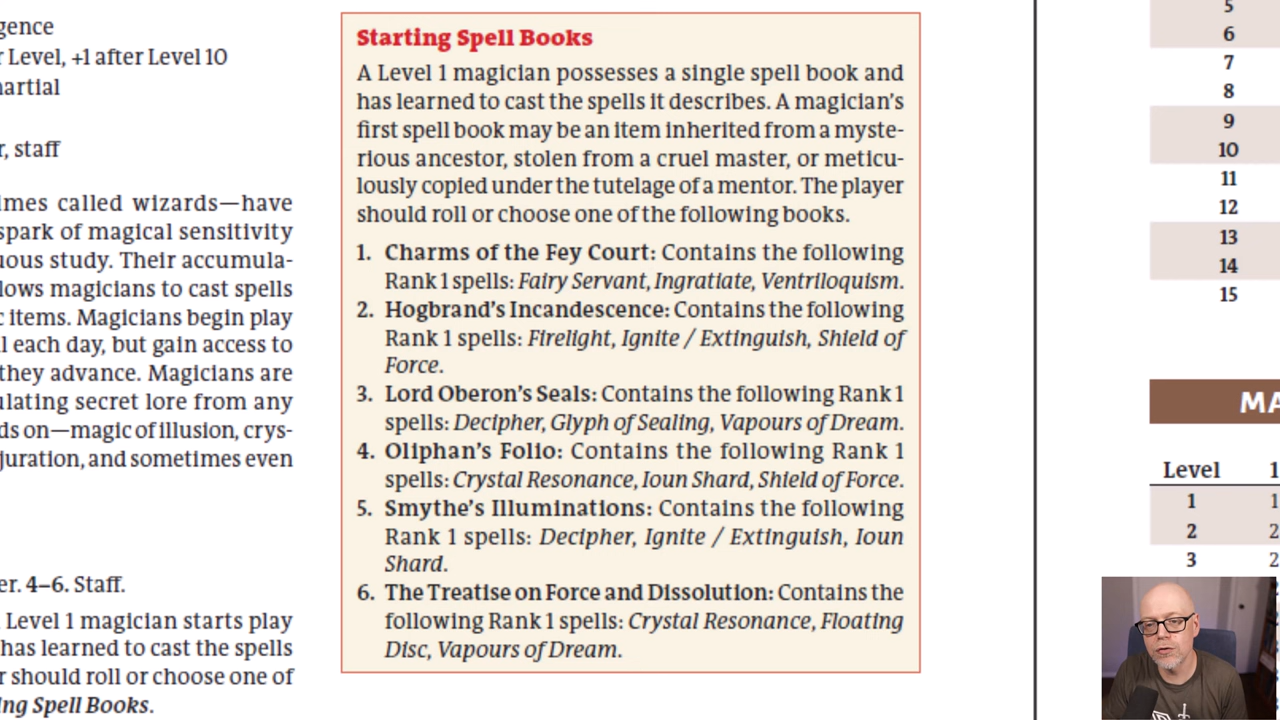 gence
r Level, +1 after Level 10
martial
r, staff
imes called wizards—have
spark of magical sensitivity
uous study. Their accumula-
lows magicians to cast spells
c items. Magicians begin play
l each day, but gain access to
they advance. Magicians are
ulating secret lore from any
ds on—magic of illusion, crys-
juration, and sometimes even
er. 4–6. Staff.
Level 1 magician starts play
has learned to cast the spells
r should roll or choose one of
ng Spell Books.
Starting Spell Books
A Level 1 magician possesses a single spell book and
has learned to cast the spells it describes. A magician's
first spell book may be an item inherited from a myste-
rious ancestor, stolen from a cruel master, or meticu-
lously copied under the tutelage of a mentor. The player
should roll or choose one of the following books.
1. Charms of the Fey Court: Contains the following
Rank 1 spells: Fairy Servant, Ingratiate, Ventriloquism.
2. Hogbrand's Incandescence: Contains the following
Rank 1 spells: Firelight, Ignite / Extinguish, Shield of
Force.
3. Lord Oberon's Seals: Contains the following Rank 1
spells: Decipher, Glyph of Sealing, Vapours of Dream.
4. Oliphan's Folio: Contains the following Rank 1
spells: Crystal Resonance, Ioun Shard, Shield of Force.
5. Smythe's Illuminations: Contains the following
Rank 1 spells: Decipher, Ignite / Extinguish, Ioun
Shard.
6. The Treatise on Force and Dissolution: Contains the
following Rank 1 spells: Crystal Resonance, Floating
Disc, Vapours of Dream.
5
6
7
8
9
10
11
12
13
14
15
MA
Level 1
1 1
2 2
3 2